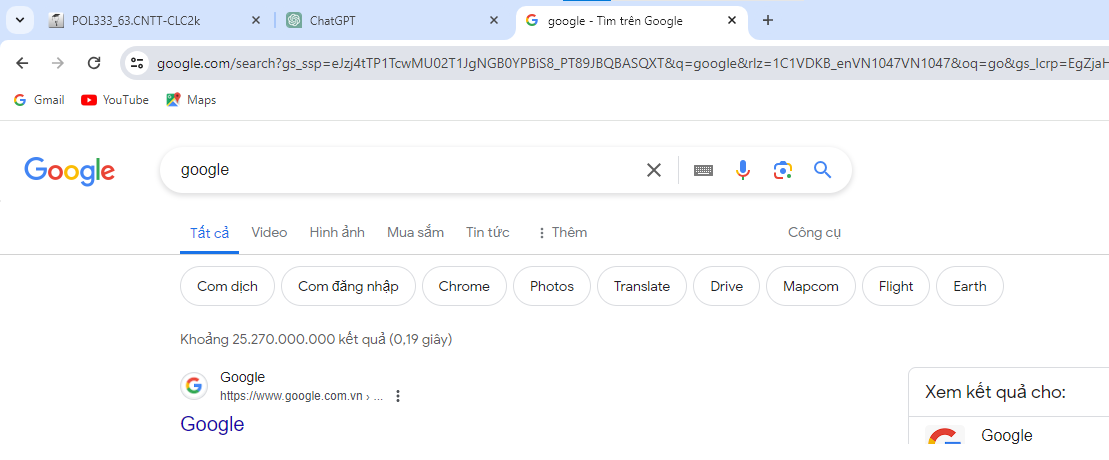 POL333_63.CNTT-CLC2k
ChatGPT
google - Tìm trên Google
google.com/search?gs_ssp=eJzj4tTP1TcwMU02T1JgNGB0YPBiS8_PT89JBQBASQXT&q=google&rlz=1C1VDKB_enVN1047VN1047&oq=go&gs_lcrp=EgZjaH
Gmail YouTube Maps
Google google
Tất cả Video Hình ảnh Mua sắm Tin tức Thêm Công cụ
Com dịch Com đăng nhập Chrome Photos Translate Drive Mapcom Flight Earth
Khoảng 25.270.000.000 kết quả (0,19 giây)
Google
https://www.google.com.vn › ...
Google
Xem kết quả cho:
Google